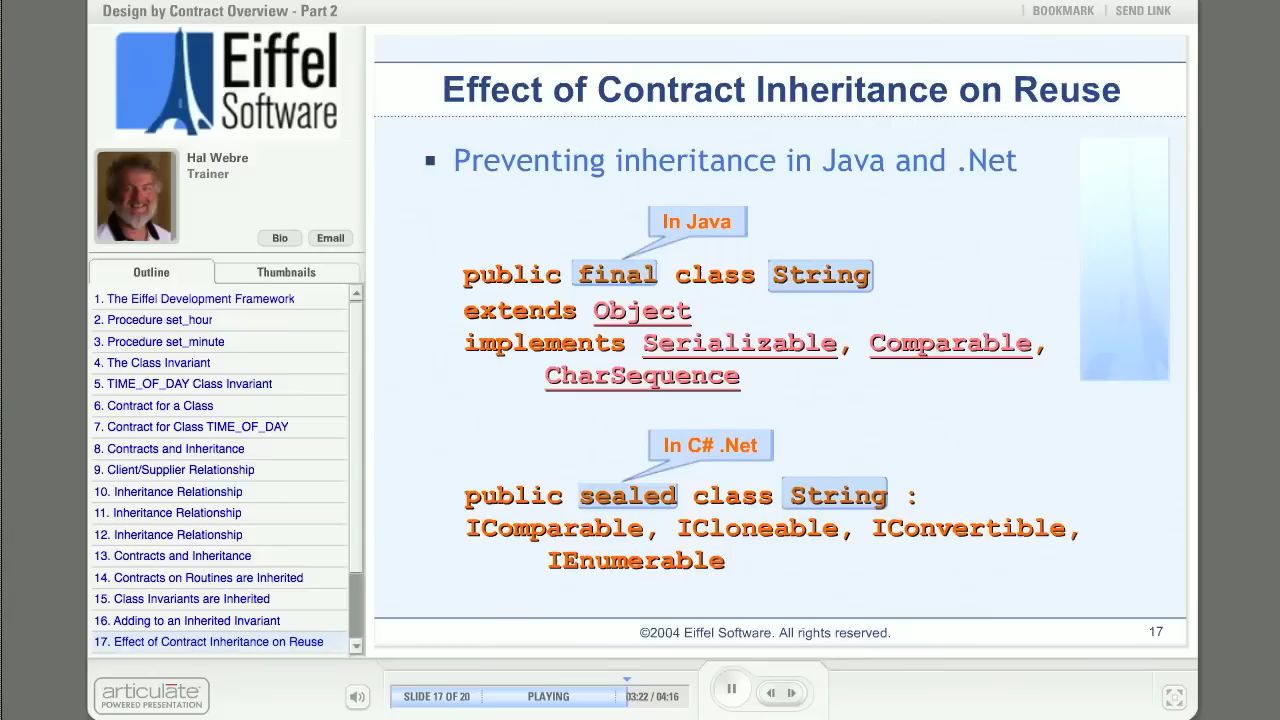 Design by Contract Overview - Part 2
BOOKMARK | SEND LINK
Eiffel
Software
Hal Webre
Trainer
Bio
Email
Outline
Thumbnails
1. The Eiffel Development Framework
2. Procedure set_hour
3. Procedure set_minute
4. The Class Invariant
5. TIME_OF_DAY Class Invariant
6. Contract for a Class
7. Contract for Class TIME_OF_DAY
8. Contracts and Inheritance
9. Client/Supplier Relationship
10. Inheritance Relationship
11. Inheritance Relationship
12. Inheritance Relationship
13. Contracts and Inheritance
14. Contracts on Routines are Inherited
15. Class Invariants are Inherited
16. Adding to an Inherited Invariant
17. Effect of Contract Inheritance on Reuse
Effect of Contract Inheritance on Reuse
▪ Preventing inheritance in Java and .Net
In Java
public final class String
extends Object
implements Serializable, Comparable,
CharSequence
In C# .Net
public sealed class String :
IComparable, ICloneable, IConvertible,
IEnumerable
©2004 Eiffel Software. All rights reserved.
17
articulate
POWERED PRESENTATION
SLIDE 17 OF 20
PLAYING
03:22 / 04:16